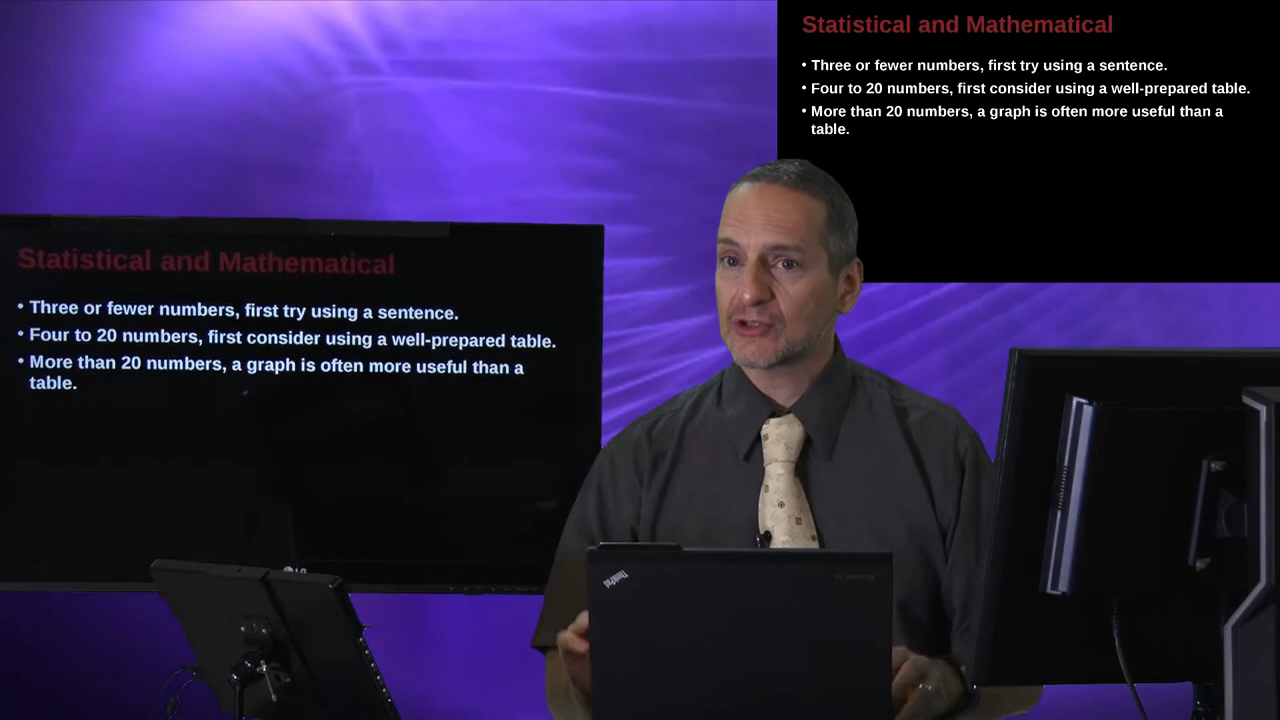 Statistical and Mathematical
• Three or fewer numbers, first try using a sentence.
• Four to 20 numbers, first consider using a well-prepared table.
• More than 20 numbers, a graph is often more useful than a
table.
Statistical and Mathematical
• Three or fewer numbers, first try using a sentence.
• Four to 20 numbers, first consider using a well-prepared table.
• More than 20 numbers, a graph is often more useful than a
table.
LG
ThinkPad